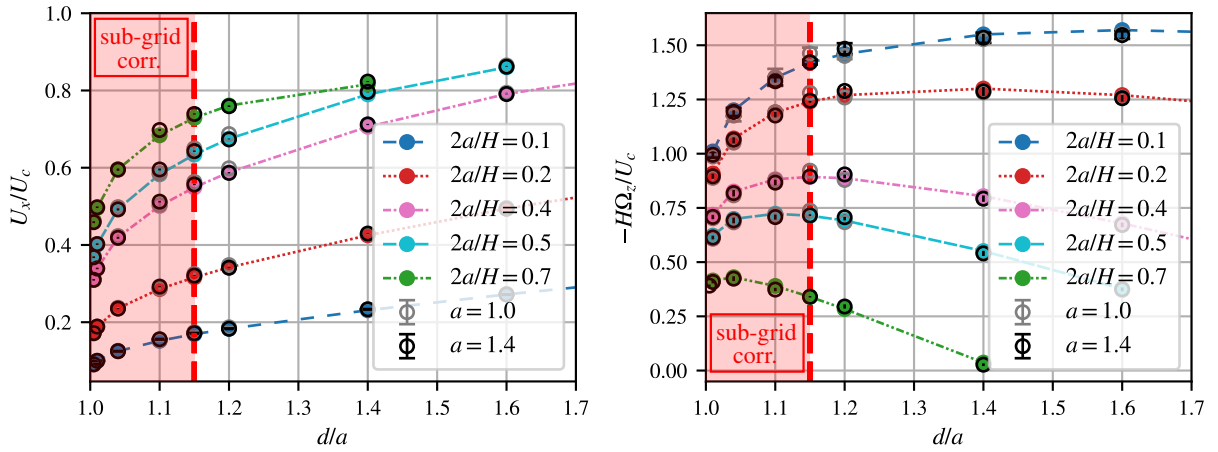 1.0
0.8
0.6
0.4
0.2
U_x/U_c
sub-grid
corr.
2a/H = 0.1
2a/H = 0.2
2a/H = 0.4
2a/H = 0.5
2a/H = 0.7
a = 1.0
a = 1.4
1.0 1.1 1.2 1.3 1.4 1.5 1.6 1.7
d/a
1.50
1.25
1.00
0.75
0.50
0.25
0.00
−HΩ_z/U_c
2a/H = 0.1
2a/H = 0.2
2a/H = 0.4
2a/H = 0.5
2a/H = 0.7
a = 1.0
a = 1.4
sub-grid
corr.
1.0 1.1 1.2 1.3 1.4 1.5 1.6 1.7
d/a